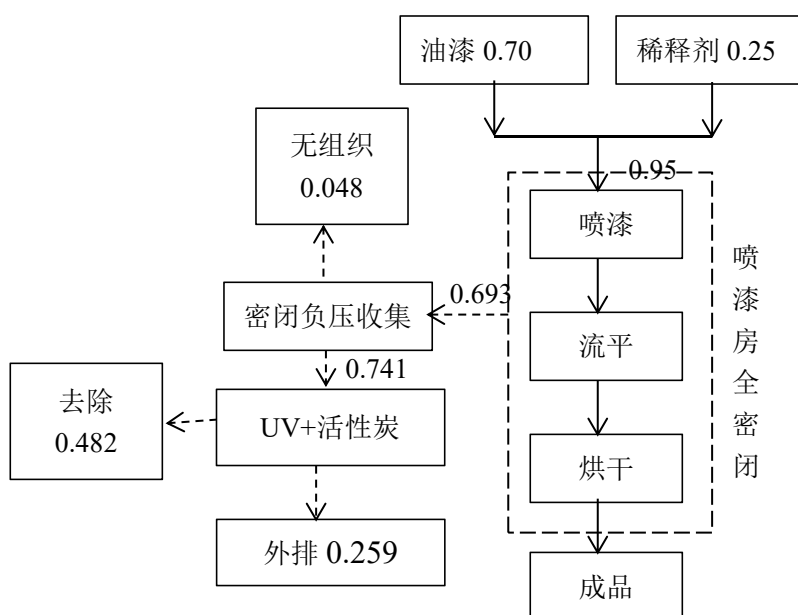 油漆 0.70
稀释剂 0.25
无组织
0.048
0.95
喷漆
0.693
密闭负压收集
流平
喷漆房全密闭
0.741
去除
0.482
UV+活性炭
烘干
外排 0.259
成品